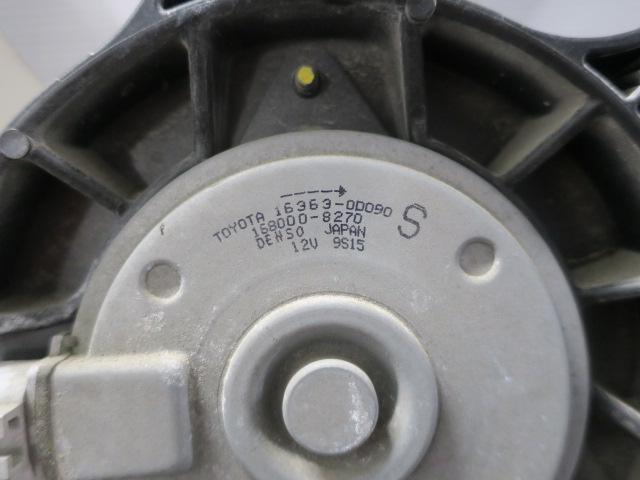 TOYOTA 16363-0D090 S
168000-8270
DENSO JAPAN
12V 9S15